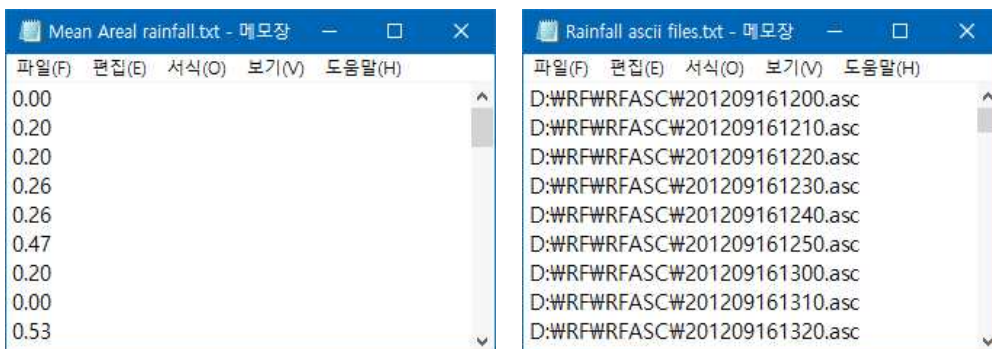 Mean Areal rainfall.txt - 메모장
파일(F) 편집(E) 서식(O) 보기(V) 도움말(H)
0.00
0.20
0.20
0.26
0.26
0.47
0.20
0.00
0.53
Rainfall ascii files.txt - 메모장
파일(F) 편집(E) 서식(O) 보기(V) 도움말(H)
D:₩RF₩RFASC₩201209161200.asc
D:₩RF₩RFASC₩201209161210.asc
D:₩RF₩RFASC₩201209161220.asc
D:₩RF₩RFASC₩201209161230.asc
D:₩RF₩RFASC₩201209161240.asc
D:₩RF₩RFASC₩201209161250.asc
D:₩RF₩RFASC₩201209161300.asc
D:₩RF₩RFASC₩201209161310.asc
D:₩RF₩RFASC₩201209161320.asc